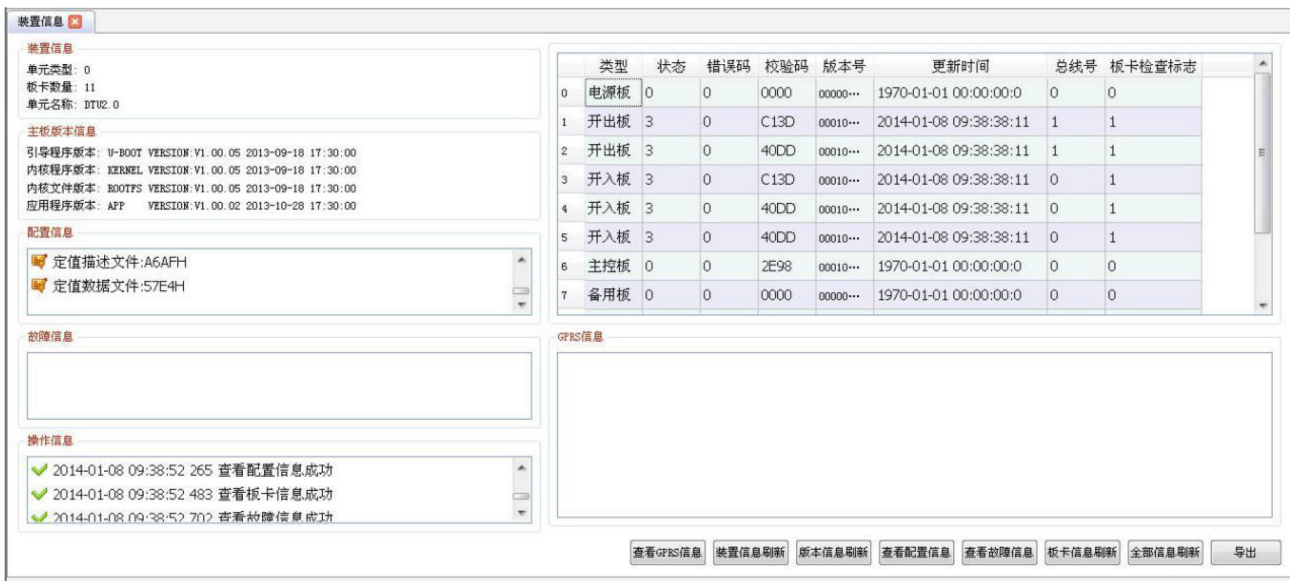 装置信息
装置信息
单元类型: 0
板卡数量: 11
单元名称: DTU2.0
主板版本信息
引导程序版本: U-BOOT VERSION:V1.00.05 2013-09-18 17:30:00
内核程序版本: KERNEL VERSION:V1.00.05 2013-09-18 17:30:00
内核文件版本: ROOTFS VERSION:V1.00.05 2013-09-18 17:30:00
应用程序版本: APP VERSION:V1.00.02 2013-10-28 17:30:00
配置信息
定值描述文件:A6AFH
定值数据文件:57E4H
故障信息
操作信息
2014-01-08 09:38:52 265 查看配置信息成功
2014-01-08 09:38:52 483 查看板卡信息成功
2014-01-08 09:38:52 702 查看故障信息成功
类型 状态 错误码 校验码 版本号 更新时间 总线号 板卡检查标志
0 电源板 0 0 0000 00000… 1970-01-01 00:00:00:0 0 0
1 开出板 3 0 C13D 00010… 2014-01-08 09:38:38:11 1 1
2 开出板 3 0 40DD 00010… 2014-01-08 09:38:38:11 1 1
3 开入板 3 0 C13D 00010… 2014-01-08 09:38:38:11 0 1
4 开入板 3 0 40DD 00010… 2014-01-08 09:38:38:11 0 1
5 开入板 3 0 40DD 00010… 2014-01-08 09:38:38:11 0 1
6 主控板 0 0 2E98 00010… 1970-01-01 00:00:00:0 0 0
7 备用板 0 0 0000 00000… 1970-01-01 00:00:00:0 0 0
GPRS信息
查看GPRS信息 装置信息刷新 版本信息刷新 查看配置信息 查看故障信息 板卡信息刷新 全部信息刷新 导出